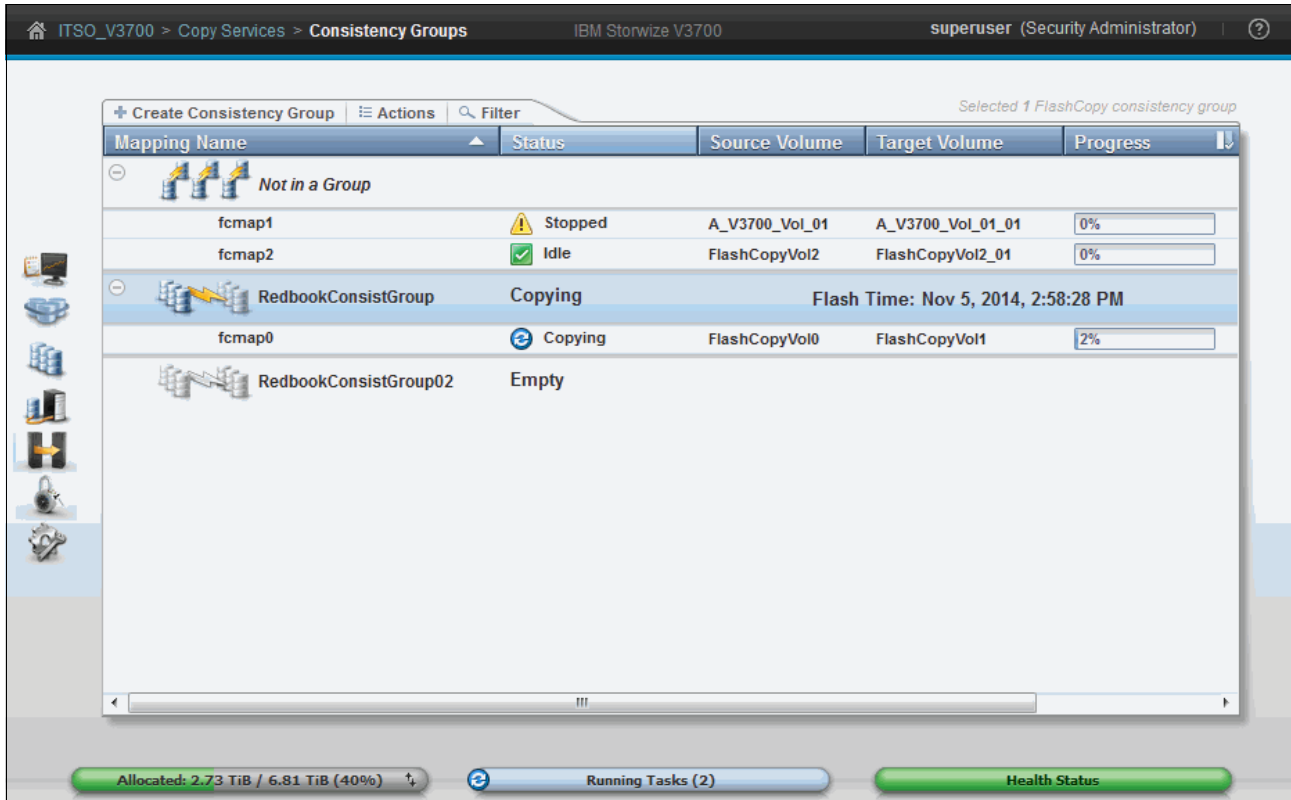 ITSO_V3700 > Copy Services > Consistency Groups IBM Storwize V3700 superuser (Security Administrator) | ?
Create Consistency Group Actions Filter Selected 1 FlashCopy consistency group
Mapping Name Status Source Volume Target Volume Progress
Not in a Group
fcmap1 Stopped A_V3700_Vol_01 A_V3700_Vol_01_01 0%
fcmap2 Idle FlashCopyVol2 FlashCopyVol2_01 0%
RedbookConsistGroup Copying Flash Time: Nov 5, 2014, 2:58:28 PM
fcmap0 Copying FlashCopyVol0 FlashCopyVol1 2%
RedbookConsistGroup02 Empty
Allocated: 2.73 TiB / 6.81 TiB (40%) Running Tasks (2) Health Status